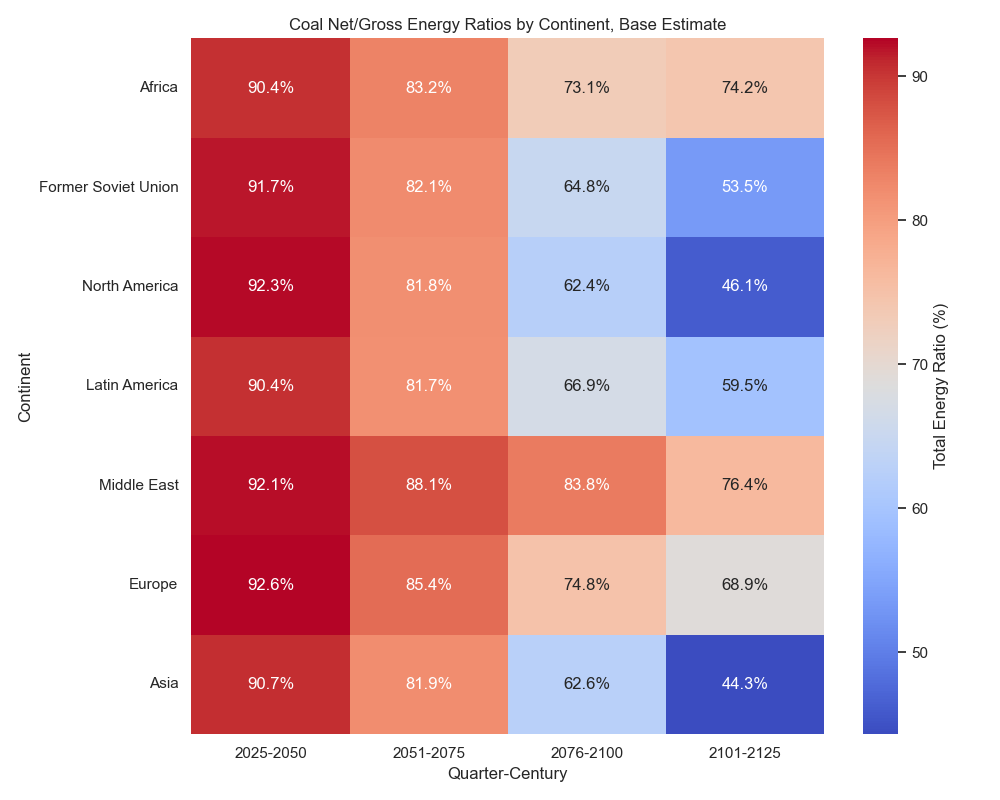 Coal Net/Gross Energy Ratios by Continent, Base Estimate
Africa 90.4% 83.2% 73.1% 74.2%
Former Soviet Union 91.7% 82.1% 64.8% 53.5%
North America 92.3% 81.8% 62.4% 46.1%
Latin America 90.4% 81.7% 66.9% 59.5%
Middle East 92.1% 88.1% 83.8% 76.4%
Europe 92.6% 85.4% 74.8% 68.9%
Asia 90.7% 81.9% 62.6% 44.3%
2025-2050 2051-2075 2076-2100 2101-2125
Quarter-Century
Continent
90
80
70
60
50
Total Energy Ratio (%)